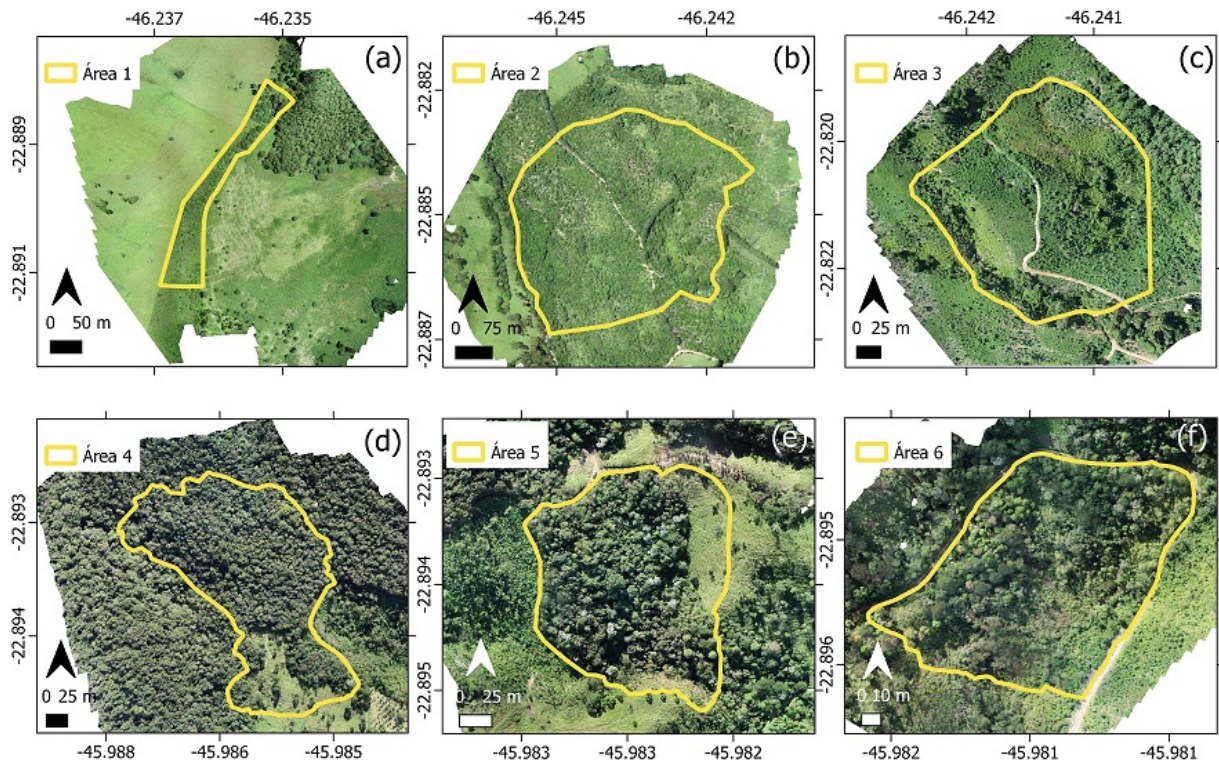 -46.237 -46.235
-46.245 -46.242
-46.242 -46.241
Área 1
(a)
-22.889
-22.891
0 50 m
Área 2
(b)
-22.882
-22.885
-22.887
0 75 m
Área 3
(c)
-22.820
-22.822
0 25 m
Área 4
(d)
-22.893
-22.894
0 25 m
-45.988 -45.986 -45.985
Área 5
(e)
-22.893
-22.894
-22.895
0 25 m
-45.983 -45.983 -45.982
Área 6
(f)
-22.895
-22.896
0 10 m
-45.982 -45.981 -45.981